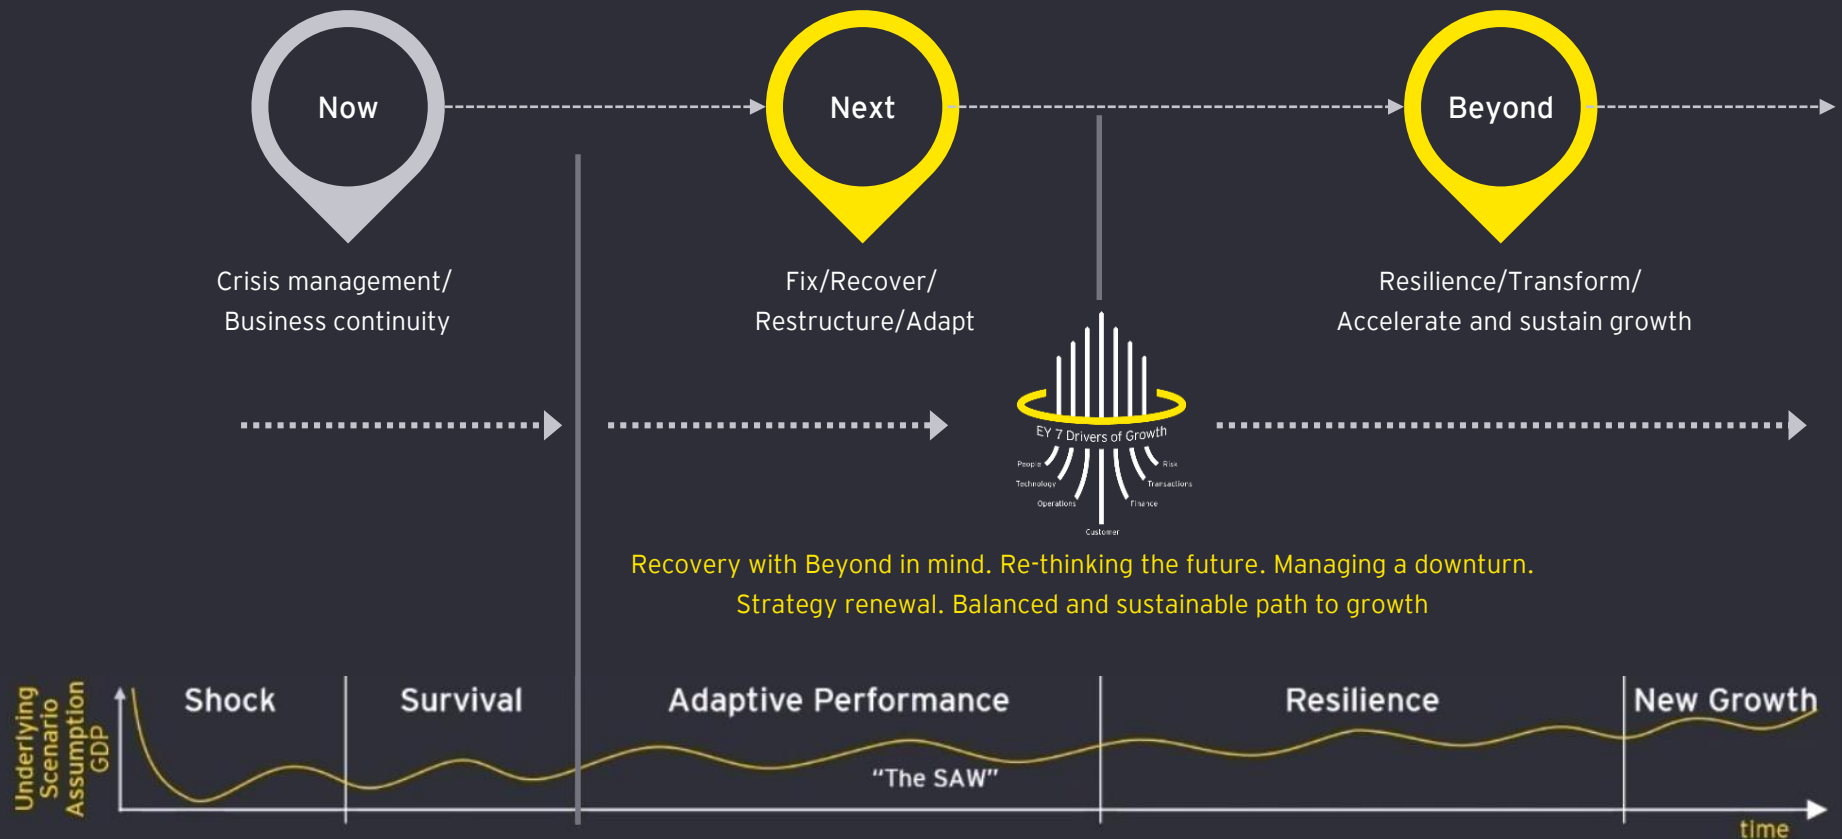 Now
Next
Beyond
Crisis management/
Business continuity
Fix/Recover/
Restructure/Adapt
Resilience/Transform/
Accelerate and sustain growth
EY 7 Drivers of Growth
People
Technology
Operations
Customer
Finance
Transactions
Risk
Recovery with Beyond in mind. Re-thinking the future. Managing a downturn.
Strategy renewal. Balanced and sustainable path to growth
Underlying
Scenario
Assumption
GDP
Shock
Survival
Adaptive Performance
Resilience
New Growth
“The SAW”
time